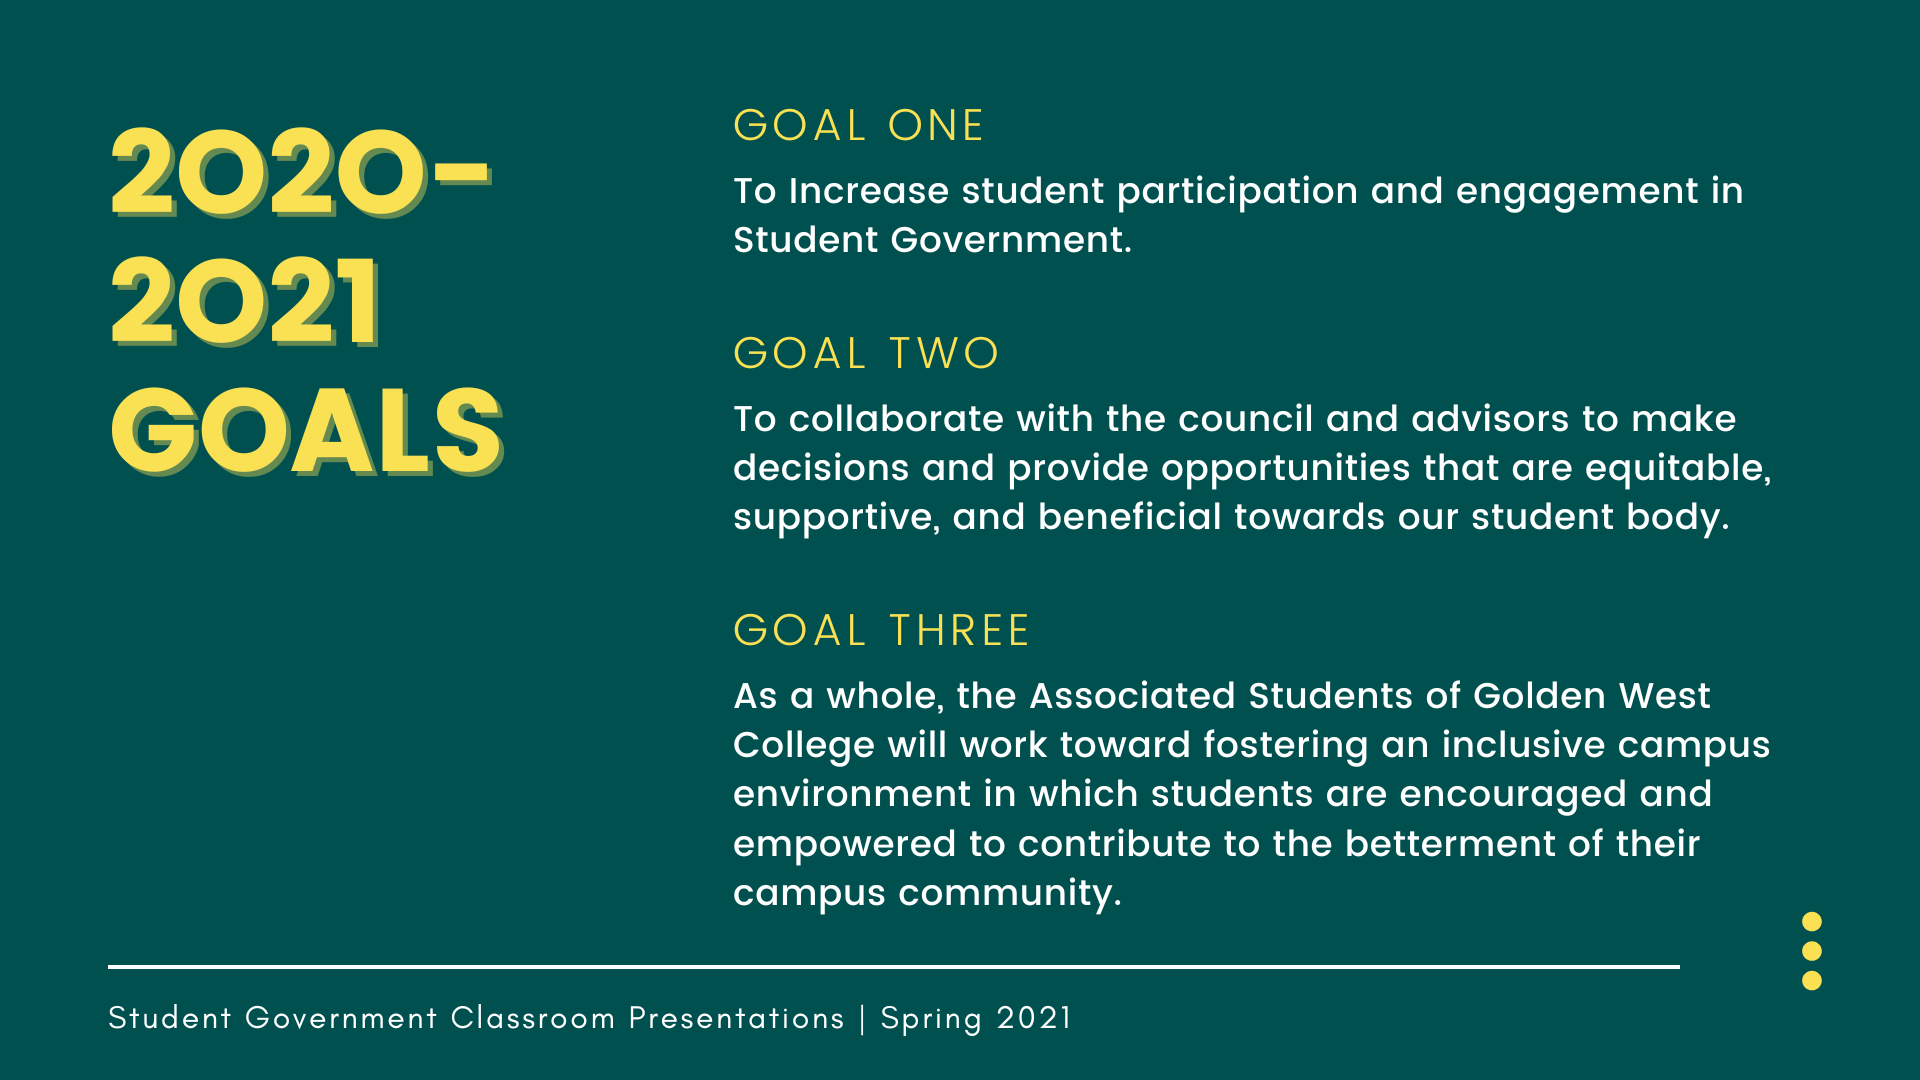 2020-
2021
GOALS
GOAL ONE
To Increase student participation and engagement in
Student Government.
GOAL TWO
To collaborate with the council and advisors to make
decisions and provide opportunities that are equitable,
supportive, and beneficial towards our student body.
GOAL THREE
As a whole, the Associated Students of Golden West
College will work toward fostering an inclusive campus
environment in which students are encouraged and
empowered to contribute to the betterment of their
campus community.
Student Government Classroom Presentations | Spring 2021